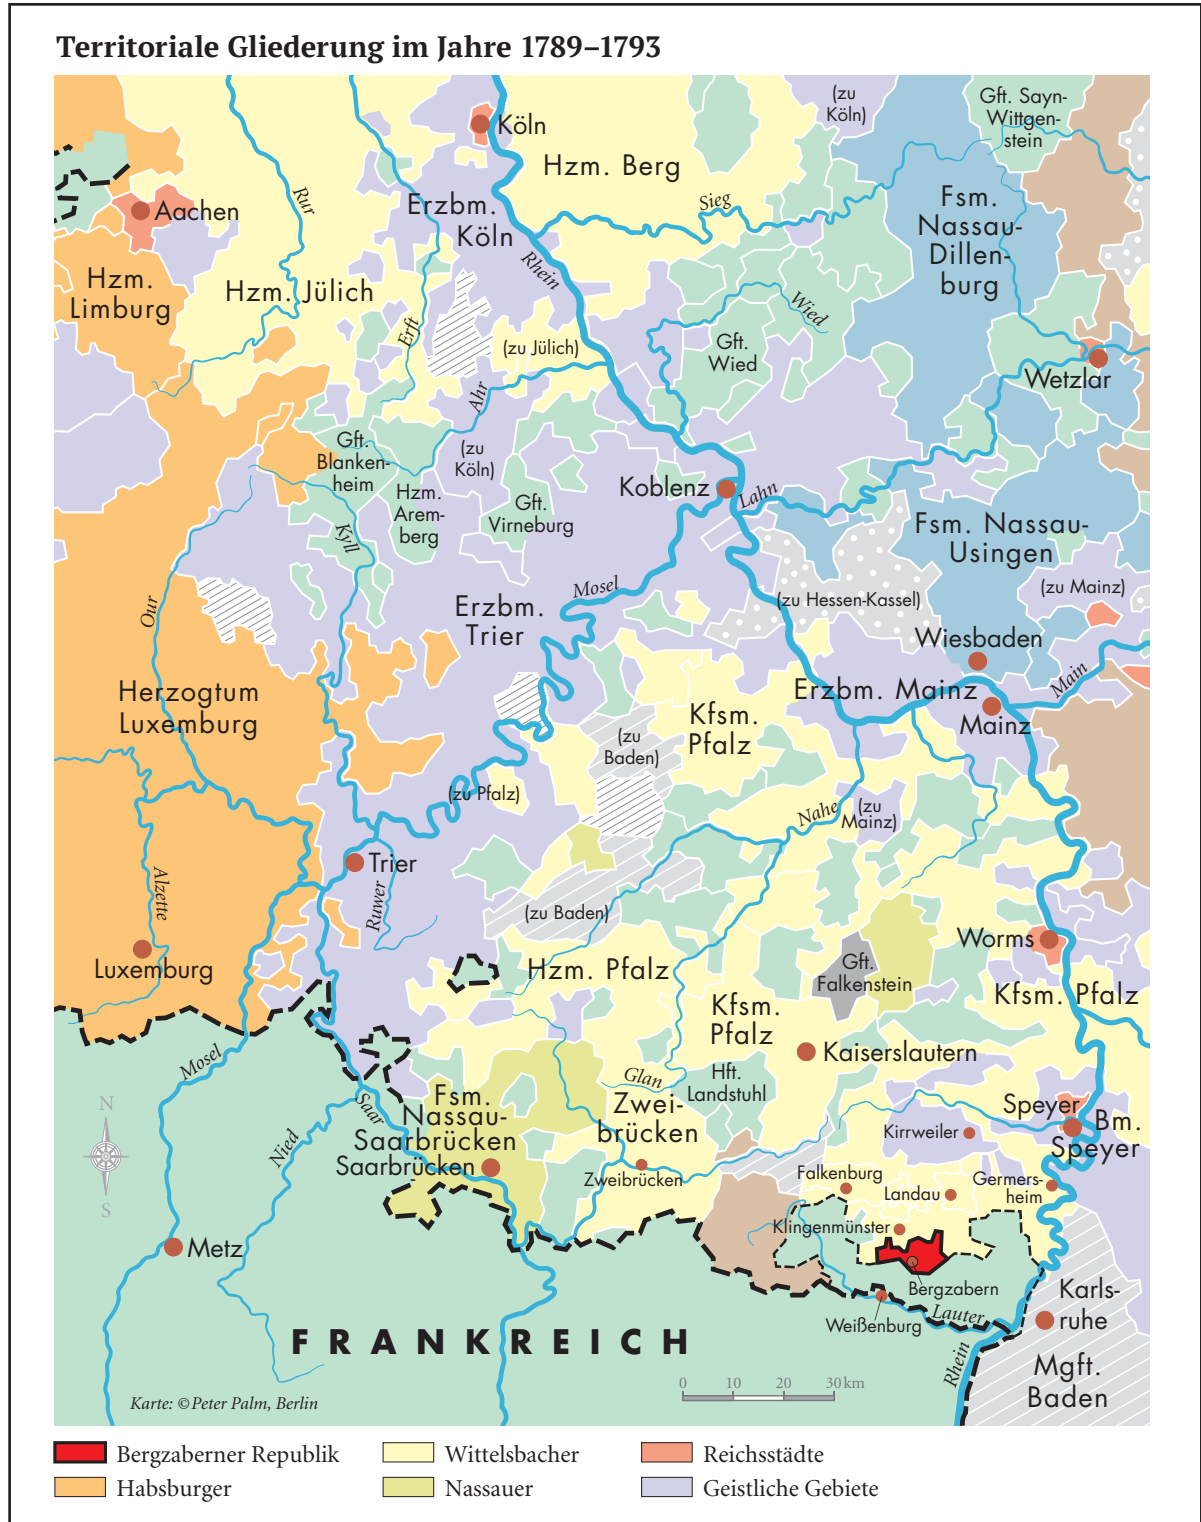 Territoriale Gliederung im Jahre 1789–1793
(zu
Köln)
Gft. Sayn-
Wittgen-
stein
Köln
Hzm. Berg
Rur
Aachen
Erzbm.
Köln
Sieg
Fsm.
Nassau-
Dillen-
burg
Rhein
Hzm.
Limburg
Hzm. Jülich
Erft
Wied
(zu Jülich)
Gft.
Wied
Wetzlar
Ahr
Gft.
Blanken-
heim
(zu
Köln)
Hzm.
Arem-
berg
Gft.
Virneburg
Koblenz
Lahn
Kyll
Fsm. Nassau-
Usingen
Our
Mosel
(zu Mainz)
(zu Hessen-Kassel)
Erzbm.
Trier
Wiesbaden
Main
Herzogtum
Luxemburg
Erzbm. Mainz
Mainz
Kfsm.
Pfalz
(zu
Baden)
(zu Pfalz)
Nahe
(zu
Mainz)
Trier
Alzette
Ruwer
(zu Baden)
Worms
Luxemburg
Hzm. Pfalz
Gft.
Falkenstein
Kfsm. Pfalz
Kfsm.
Pfalz
Mosel
Kaiserslautern
Glan
Hft.
Landstuhl
Saar
Nied
Fsm.
Nassau-
Saarbrücken
Saarbrücken
Zwei-
brücken
Speyer
Bm.
Speyer
Kirrweiler
Zweibrücken
Falkenburg
Landau
Germers-
heim
N
S
Klingenmünster
Metz
Bergzabern
Karls-
ruhe
Weißenburg
Lauter
FRANKREICH
Rhein
Mgft.
Baden
0 10 20 30 km
Karte: © Peter Palm, Berlin
Bergzaberner Republik
Wittelsbacher
Reichsstädte
Habsburger
Nassauer
Geistliche Gebiete